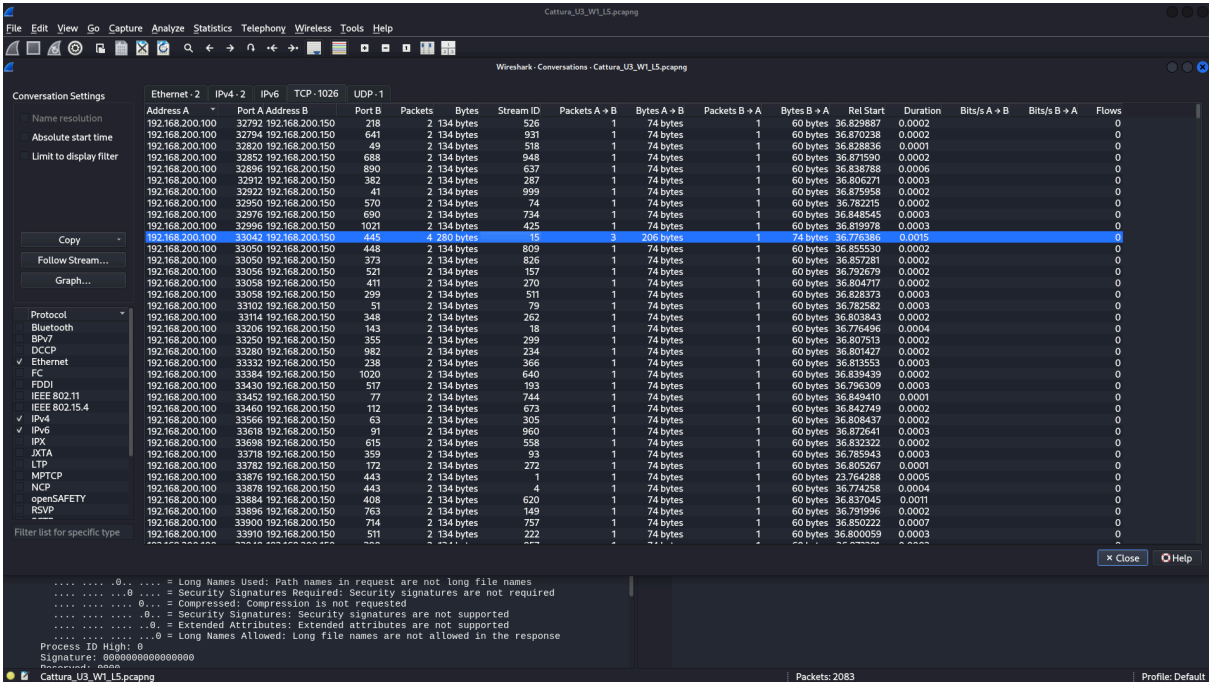 Cattura_U3_W1_L5.pcapng
File Edit View Go Capture Analyze Statistics Telephony Wireless Tools Help
Wireshark · Conversations · Cattura_U3_W1_L5.pcapng
Conversation Settings
Name resolution
Absolute start time
Limit to display filter
Copy
Follow Stream...
Graph...
Protocol
Bluetooth
BPv7
DCCP
Ethernet
FC
FDDI
IEEE 802.11
IEEE 802.15.4
IPv4
IPv6
IPX
JXTA
LTP
MPTCP
NCP
openSAFETY
RSVP
Filter list for specific type
Ethernet · 2 IPv4 · 2 IPv6 TCP · 1026 UDP · 1
Address A Port A Address B Port B Packets Bytes Stream ID Packets A → B Bytes A → B Packets B → A Bytes B → A Rel Start Duration Bits/s A → B Bits/s B → A Flows
192.168.200.100 32792 192.168.200.150 218 2 134 bytes 526 1 74 bytes 1 60 bytes 36.829887 0.0002 0
192.168.200.100 32794 192.168.200.150 641 2 134 bytes 931 1 74 bytes 1 60 bytes 36.870238 0.0002 0
192.168.200.100 32820 192.168.200.150 49 2 134 bytes 518 1 74 bytes 1 60 bytes 36.828836 0.0001 0
192.168.200.100 32852 192.168.200.150 688 2 134 bytes 948 1 74 bytes 1 60 bytes 36.871590 0.0002 0
192.168.200.100 32896 192.168.200.150 890 2 134 bytes 637 1 74 bytes 1 60 bytes 36.838788 0.0006 0
192.168.200.100 32912 192.168.200.150 382 2 134 bytes 287 1 74 bytes 1 60 bytes 36.806271 0.0003 0
192.168.200.100 32922 192.168.200.150 41 2 134 bytes 999 1 74 bytes 1 60 bytes 36.875958 0.0002 0
192.168.200.100 32950 192.168.200.150 570 2 134 bytes 74 1 74 bytes 1 60 bytes 36.782215 0.0002 0
192.168.200.100 32976 192.168.200.150 690 2 134 bytes 734 1 74 bytes 1 60 bytes 36.848545 0.0003 0
192.168.200.100 32996 192.168.200.150 1021 2 134 bytes 425 1 74 bytes 1 60 bytes 36.819978 0.0003 0
192.168.200.100 33042 192.168.200.150 445 4 280 bytes 15 3 206 bytes 1 74 bytes 36.776386 0.0015 0
192.168.200.100 33050 192.168.200.150 448 2 134 bytes 809 1 74 bytes 1 60 bytes 36.855530 0.0002 0
192.168.200.100 33050 192.168.200.150 373 2 134 bytes 826 1 74 bytes 1 60 bytes 36.857281 0.0002 0
192.168.200.100 33056 192.168.200.150 521 2 134 bytes 157 1 74 bytes 1 60 bytes 36.792679 0.0002 0
192.168.200.100 33058 192.168.200.150 411 2 134 bytes 270 1 74 bytes 1 60 bytes 36.804717 0.0002 0
192.168.200.100 33058 192.168.200.150 299 2 134 bytes 511 1 74 bytes 1 60 bytes 36.828373 0.0003 0
192.168.200.100 33102 192.168.200.150 51 2 134 bytes 79 1 74 bytes 1 60 bytes 36.782582 0.0003 0
192.168.200.100 33114 192.168.200.150 348 2 134 bytes 262 1 74 bytes 1 60 bytes 36.803843 0.0002 0
192.168.200.100 33206 192.168.200.150 143 2 134 bytes 18 1 74 bytes 1 60 bytes 36.776496 0.0004 0
192.168.200.100 33250 192.168.200.150 355 2 134 bytes 299 1 74 bytes 1 60 bytes 36.807513 0.0002 0
192.168.200.100 33280 192.168.200.150 982 2 134 bytes 234 1 74 bytes 1 60 bytes 36.801427 0.0002 0
192.168.200.100 33332 192.168.200.150 238 2 134 bytes 366 1 74 bytes 1 60 bytes 36.813553 0.0003 0
192.168.200.100 33384 192.168.200.150 1020 2 134 bytes 640 1 74 bytes 1 60 bytes 36.839439 0.0002 0
192.168.200.100 33430 192.168.200.150 517 2 134 bytes 193 1 74 bytes 1 60 bytes 36.796309 0.0003 0
192.168.200.100 33452 192.168.200.150 77 2 134 bytes 744 1 74 bytes 1 60 bytes 36.849410 0.0001 0
192.168.200.100 33460 192.168.200.150 112 2 134 bytes 673 1 74 bytes 1 60 bytes 36.842749 0.0002 0
192.168.200.100 33566 192.168.200.150 63 2 134 bytes 305 1 74 bytes 1 60 bytes 36.808437 0.0002 0
192.168.200.100 33618 192.168.200.150 91 2 134 bytes 960 1 74 bytes 1 60 bytes 36.872641 0.0003 0
192.168.200.100 33698 192.168.200.150 615 2 134 bytes 558 1 74 bytes 1 60 bytes 36.832322 0.0002 0
192.168.200.100 33718 192.168.200.150 359 2 134 bytes 93 1 74 bytes 1 60 bytes 36.785943 0.0003 0
192.168.200.100 33782 192.168.200.150 172 2 134 bytes 272 1 74 bytes 1 60 bytes 36.805267 0.0001 0
192.168.200.100 33876 192.168.200.150 443 2 134 bytes 1 1 74 bytes 1 60 bytes 23.764288 0.0005 0
192.168.200.100 33878 192.168.200.150 443 2 134 bytes 4 1 74 bytes 1 60 bytes 36.774258 0.0004 0
192.168.200.100 33884 192.168.200.150 408 2 134 bytes 620 1 74 bytes 1 60 bytes 36.837045 0.0011 0
192.168.200.100 33896 192.168.200.150 763 2 134 bytes 149 1 74 bytes 1 60 bytes 36.791996 0.0002 0
192.168.200.100 33900 192.168.200.150 714 2 134 bytes 757 1 74 bytes 1 60 bytes 36.850222 0.0007 0
192.168.200.100 33910 192.168.200.150 511 2 134 bytes 222 1 74 bytes 1 60 bytes 36.800059 0.0003 0
× Close Help
.... .... .0.. .... = Long Names Used: Path names in request are not long file names
.... .... ...0 .... = Security Signatures Required: Security signatures are not required
.... .... .... 0... = Compressed: Compression is not requested
.... .... .... .0.. = Security Signatures: Security signatures are not supported
.... .... .... ..0. = Extended Attributes: Extended attributes are not supported
.... .... .... ...0 = Long Names Allowed: Long file names are not allowed in the response
Process ID High: 0
Signature: 0000000000000000
Reserved: 0000
Cattura_U3_W1_L5.pcapng Packets: 2083 Profile: Default